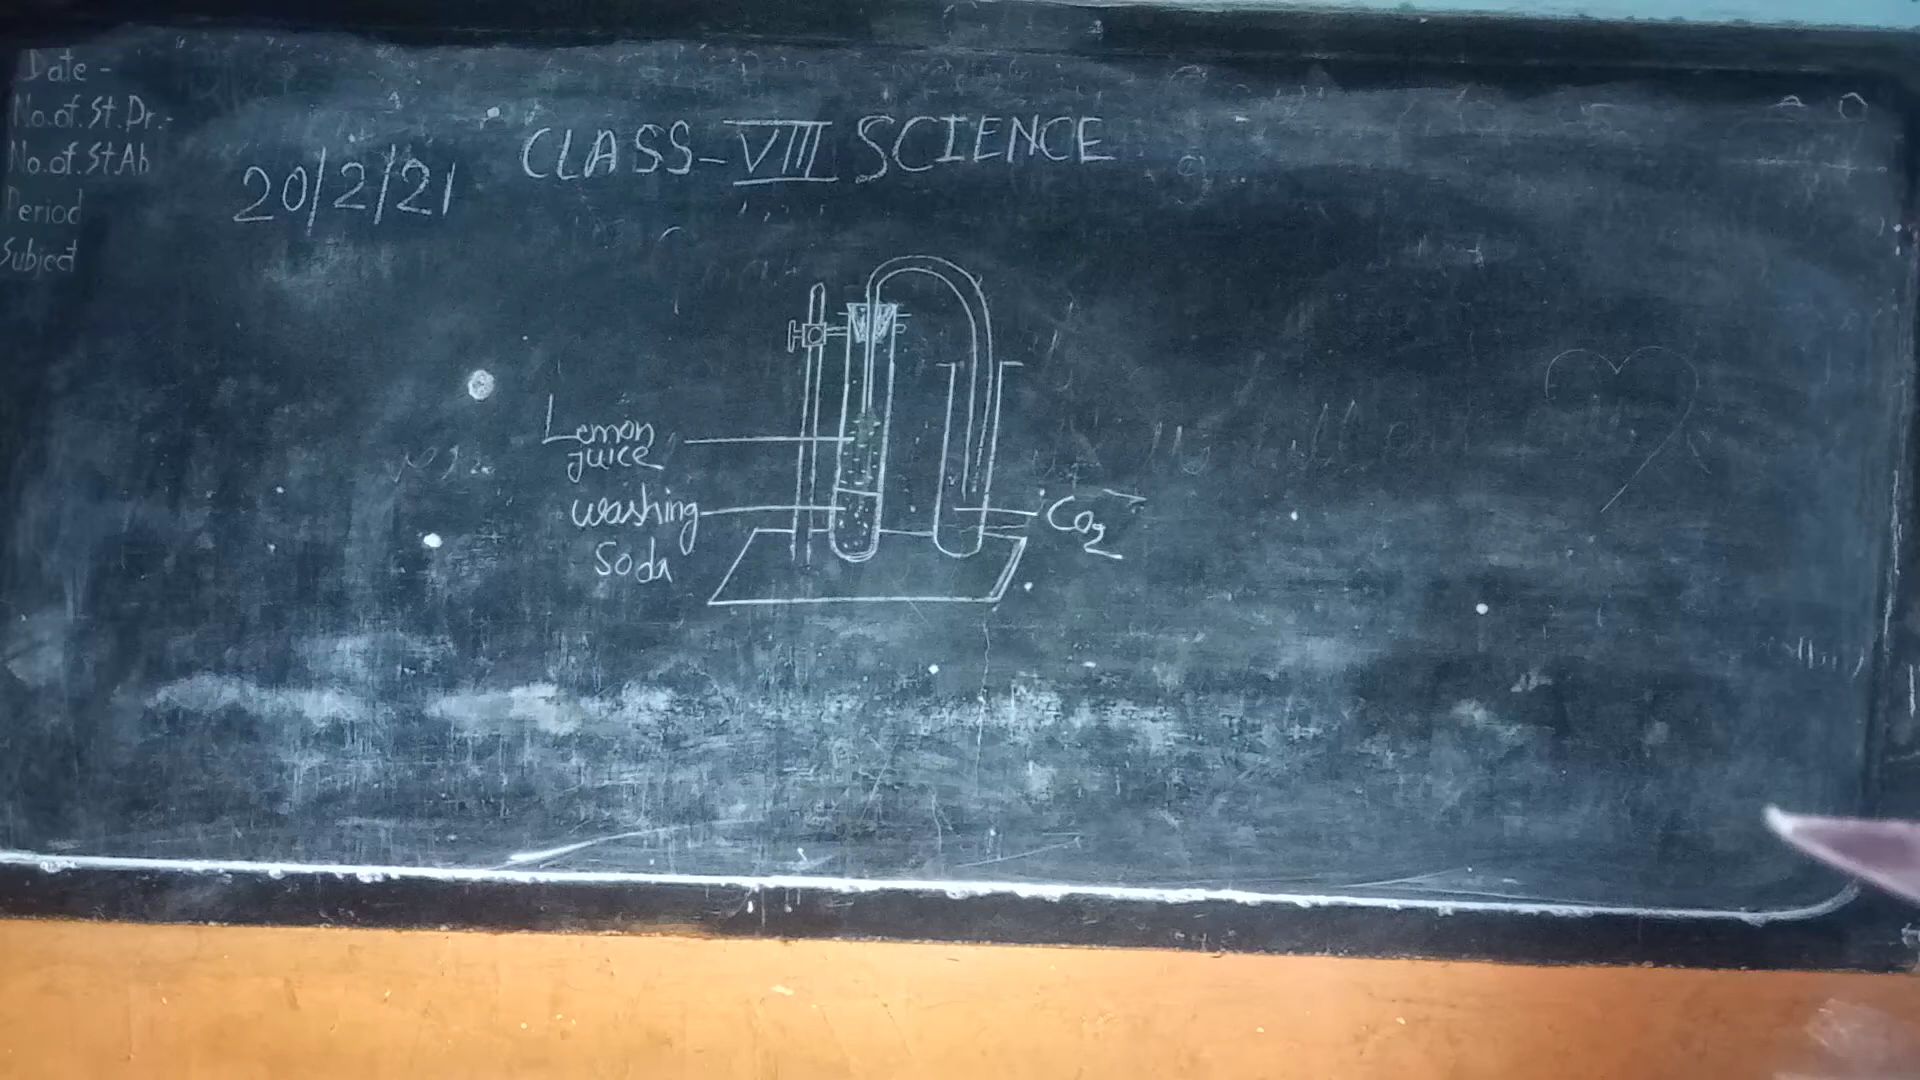 Date -
No.of.St.Pr.-
No.of.St.Ab
Period
Subject
20/2/21
CLASS-VIII SCIENCE
Lemon
juice
washing
Soda
CO2